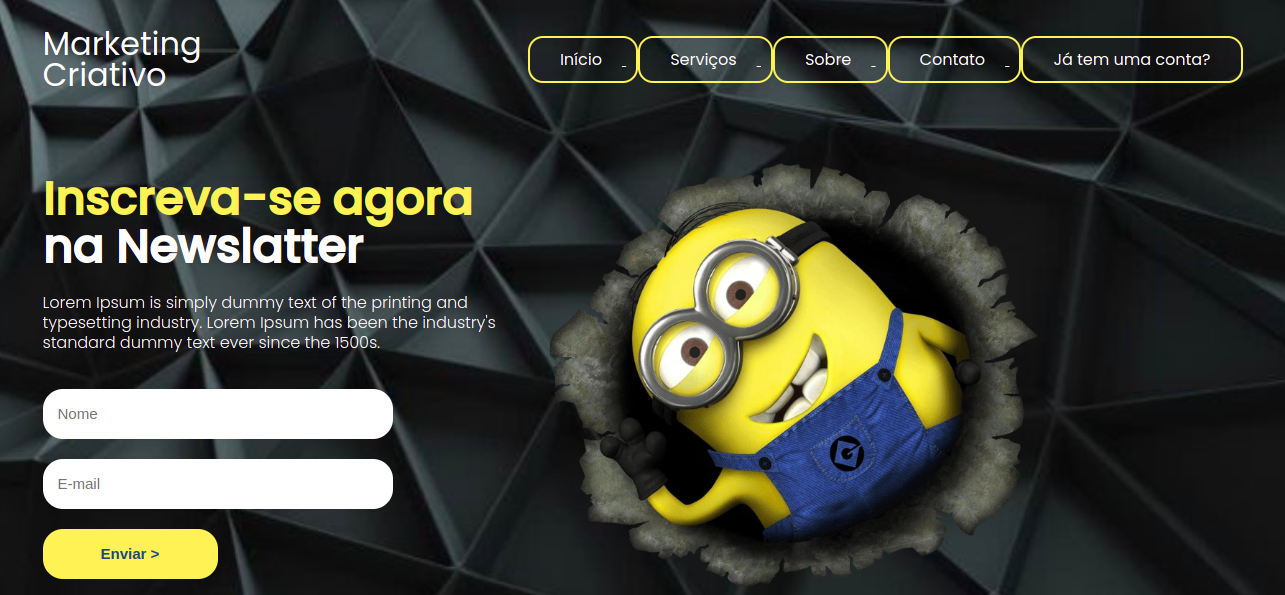 Marketing
Criativo
Início - Serviços - Sobre - Contato - Já tem uma conta?
Inscreva-se agora
na Newslatter
Lorem Ipsum is simply dummy text of the printing and
typesetting industry. Lorem Ipsum has been the industry's
standard dummy text ever since the 1500s.
Nome
E-mail
Enviar >